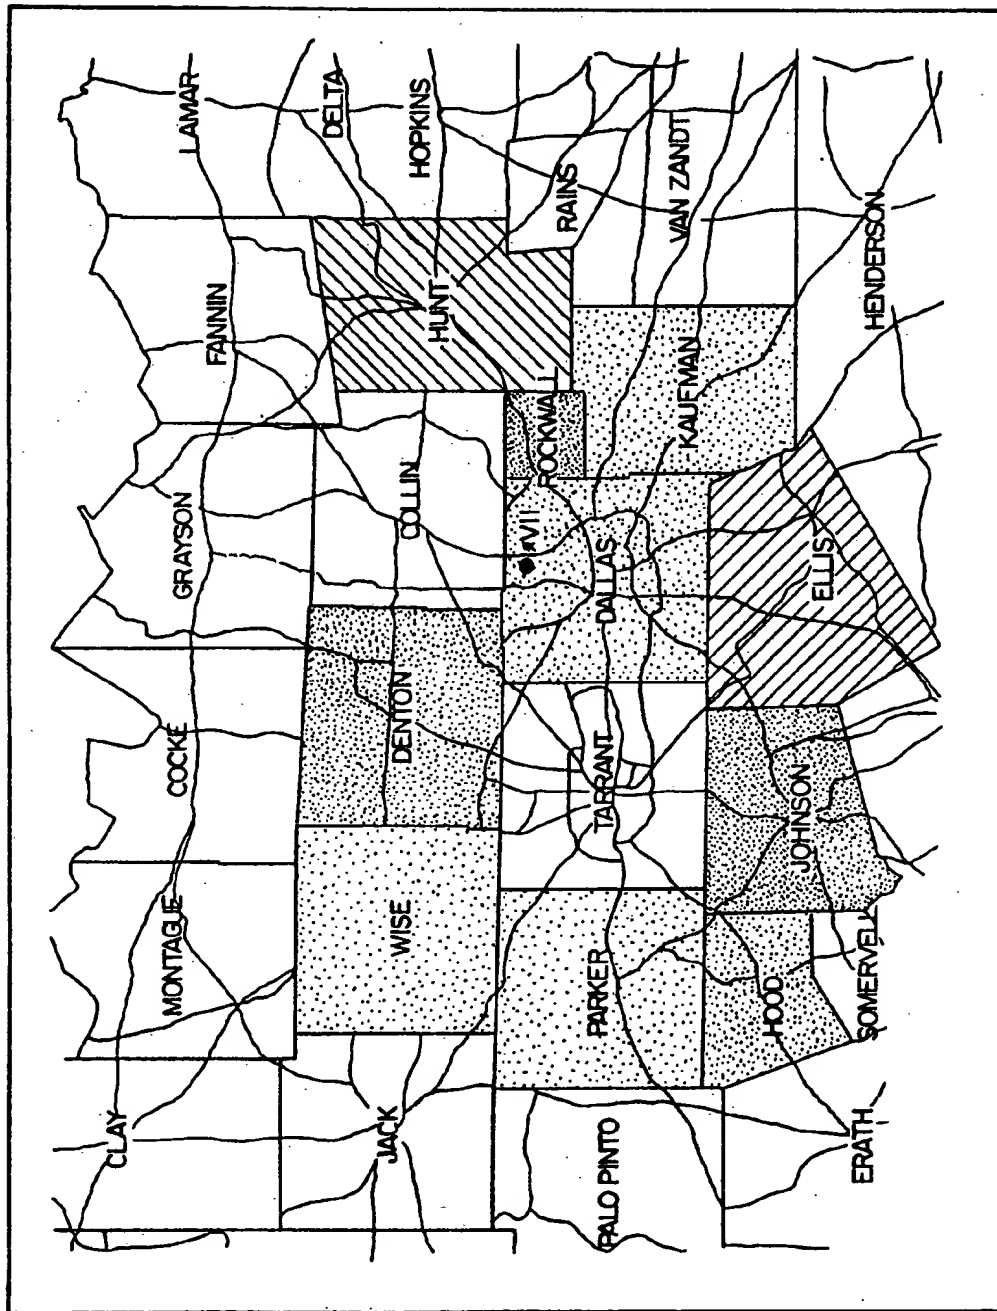 CLAY
MONTAGUE
COCKE
GRAYSON
FANNIN
LAMAR
DELTA
JACK
WISE
DENTON
COLLIN
HUNT
HOPKINS
PALO PINTO
PARKER
TARRANT
DALLAS
#VII
ROCKWALL
RAINS
KAUFMAN
VAN ZANDT
ERATH
HOOD
SOMERVELL
JOHNSON
ELLIS
HENDERSON